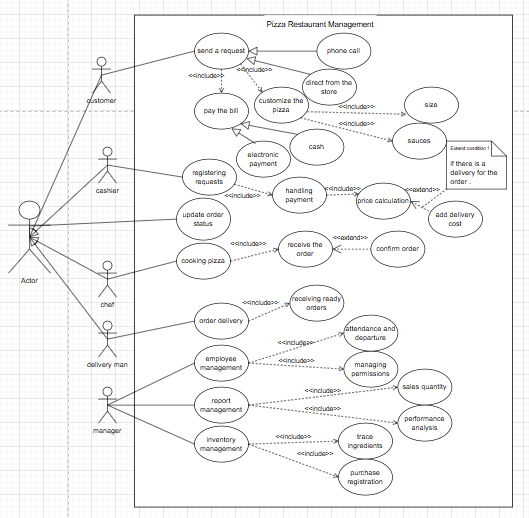 Pizza Restaurant Management
send a request
phone call
<<include>>
<<include>>
direct from the
store
customize the
pizza
<<include>>
size
pay the bill
<<include>>
sauces
customer
cash
electronic
payment
Extend condition 1
if there is a
delivery for the
order .
cashier
registering
requests
<<include>>
handling
payment
<<include>>
price calculation
<<extend>>
add delivery
cost
update order
status
Actor
cooking pizza
<<include>>
receive the
order
<<extend>>
confirm order
chef
order delivery
<<include>>
receiving ready
orders
delivery man
employee
management
<<include>>
attendance and
departure
<<include>>
managing
permissions
manager
report
management
<<include>>
sales quantity
<<include>>
performance
analysis
inventory
management
<<include>>
trace
ingredients
<<include>>
purchase
registration